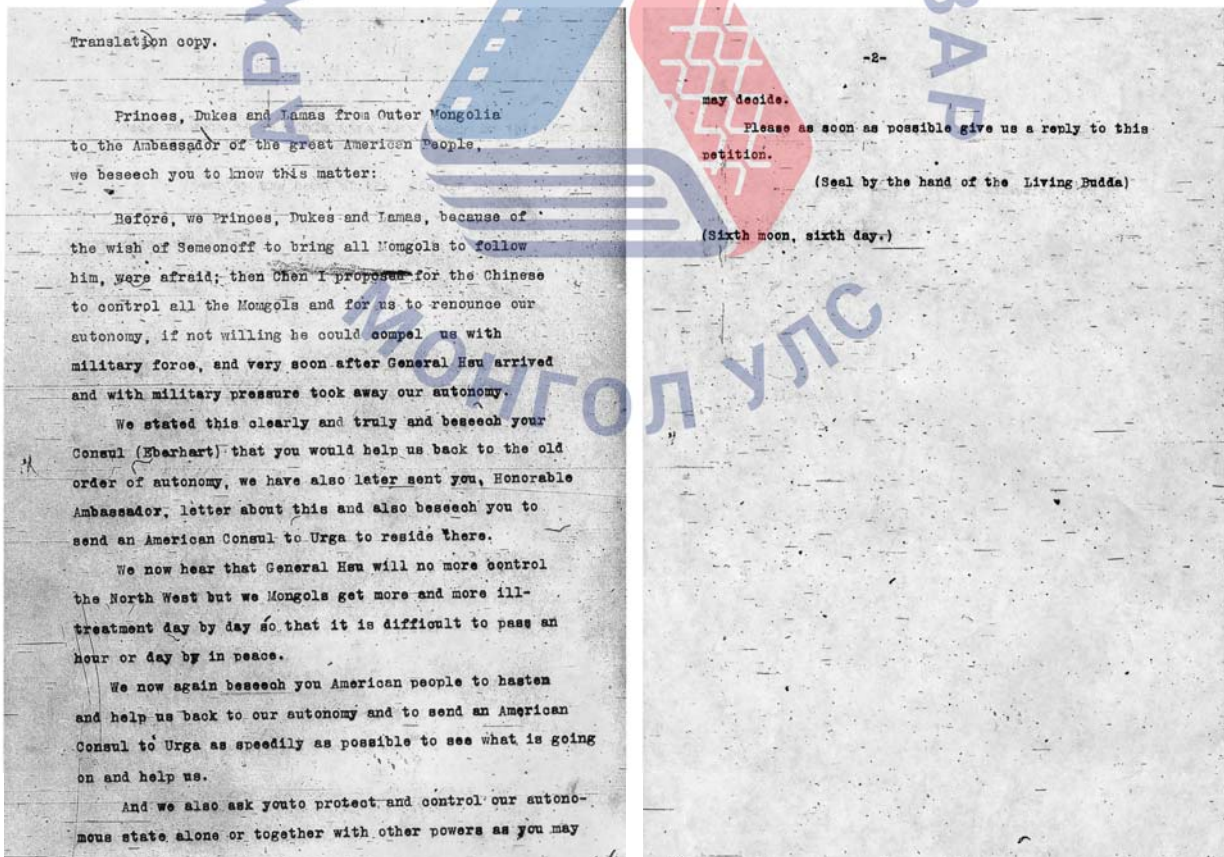 Translation copy.
Princes, Dukes and Lamas from Outer Mongolia
to the Ambassador of the great American People,
we beseech you to know this matter:
Before, we Princes, Dukes and Lamas, because of
the wish of Semeonoff to bring all Momgols to follow
him, were afraid; then Chen I proposed for the Chinese
to control all the Momgols and for us to renounce our
autonomy, if not willing he could compel us with
military force, and very soon after General Hsu arrived
and with military pressure took away our autonomy.
We stated this clearly and truly and beseech your
Consul (Eberhart) that you would help us back to the old
order of autonomy, we have also later sent you, Honorable
Ambassador, letter about this and also beseech you to
send an American Consul to Urga to reside there.
We now hear that General Hsu will no more control
the North West but we Mongols get more and more ill-
treatment day by day so that it is difficult to pass an
hour or day by in peace.
We now again beseech you American people to hasten
and help us back to our autonomy and to send an American
Consul to Urga as speedily as possible to see what is going
on and help us.
And we also ask youto protect and control our autono-
mous state alone or together with other powers as you may
-2-
may decide.
Please as soon as possible give us a reply to this
petition.
(Seal by the hand of the Living Budda)
(Sixth moon, sixth day.)
МОНГОЛ УЛС